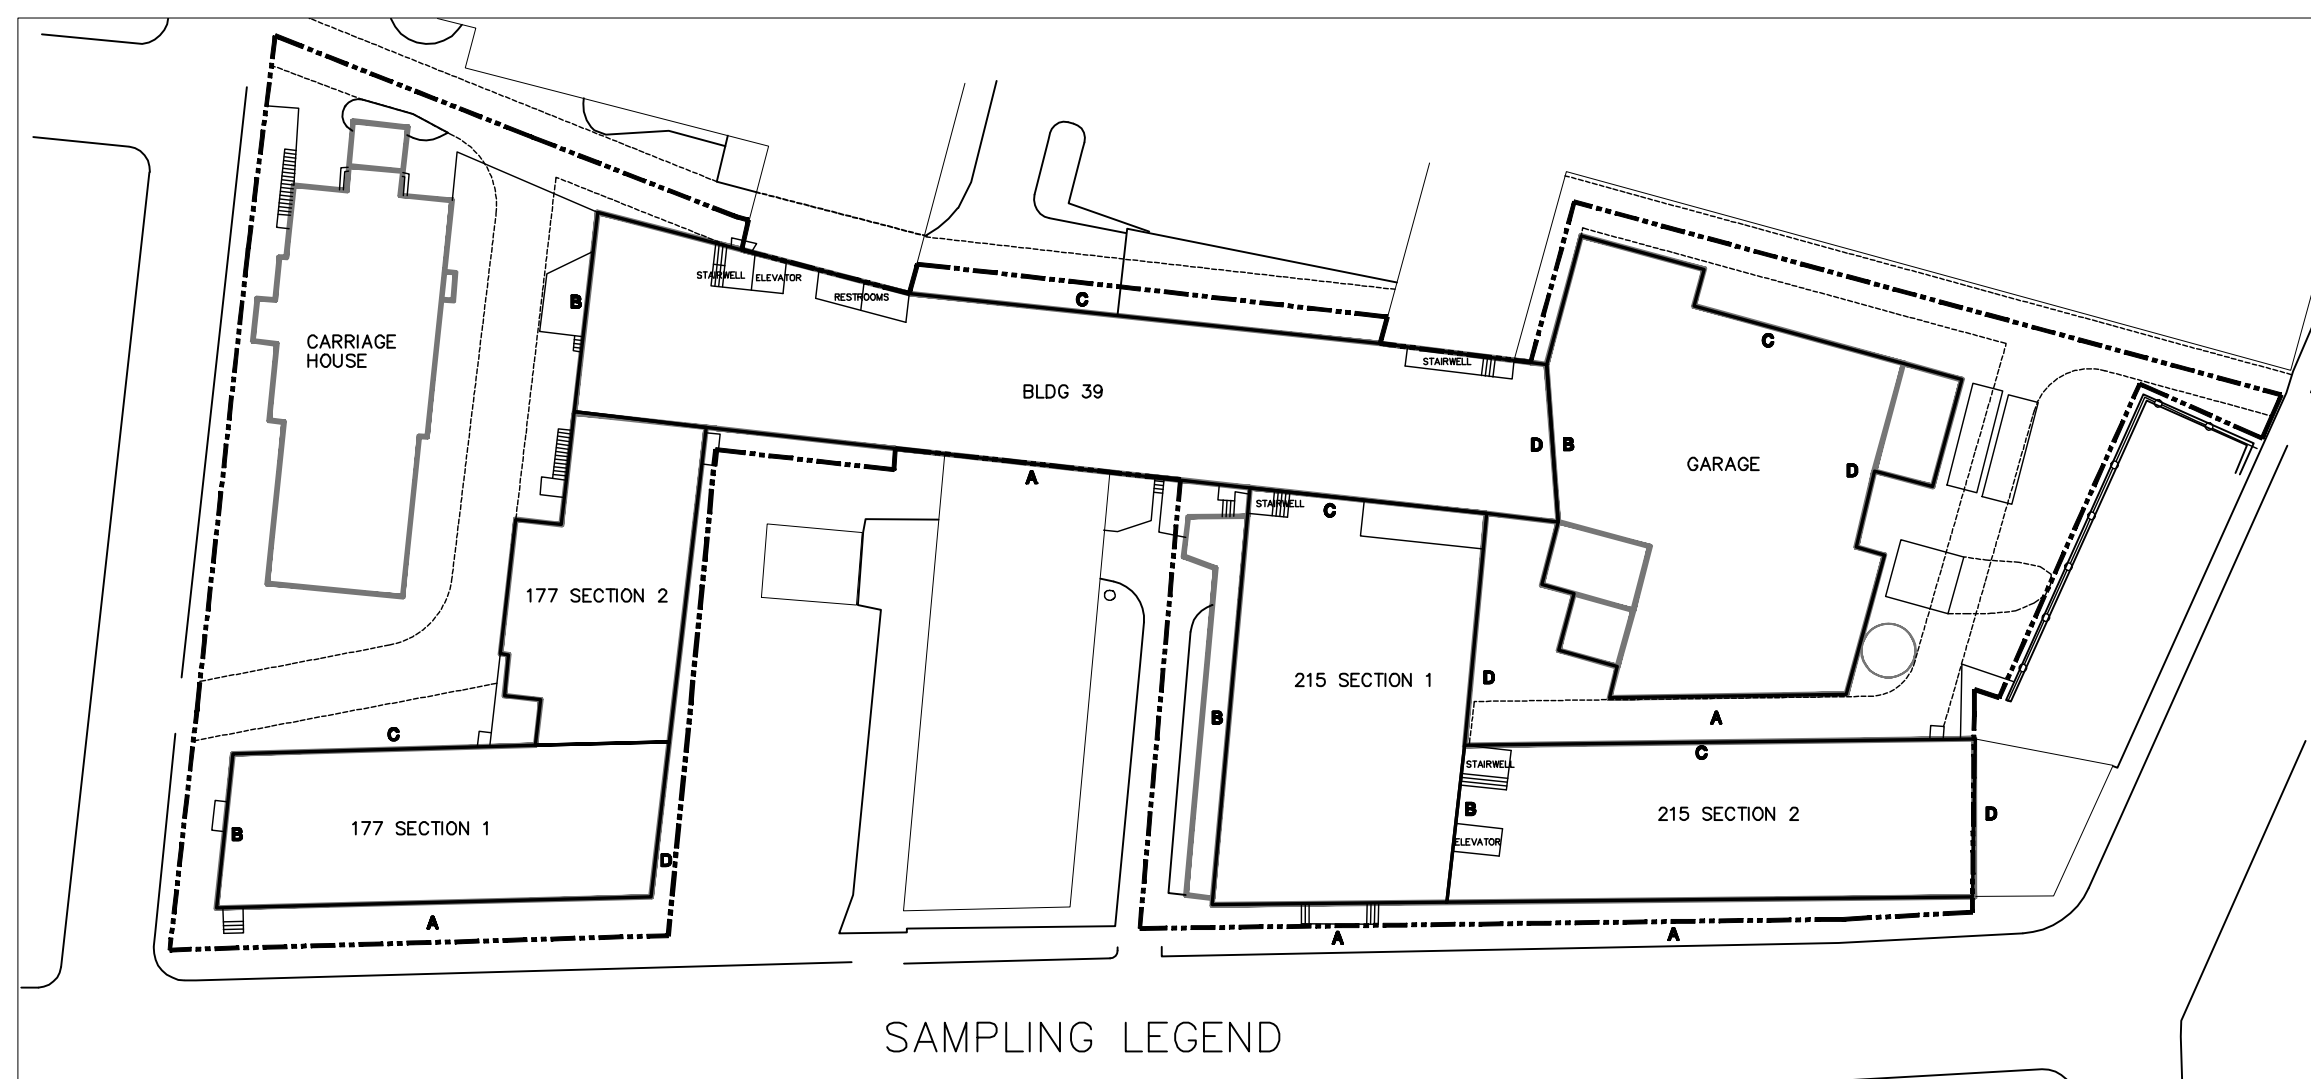 STAIRWELL
ELEVATOR
RESTROOMS
C
B
CARRIAGE
HOUSE
C
STAIRWELL
BLDG 39
D
B
GARAGE
D
A
STAIRWELL
C
177 SECTION 2
215 SECTION 1
D
B
A
C
C
STAIRWELL
B
215 SECTION 2
D
177 SECTION 1
B
ELEVATOR
D
A
A
A
SAMPLING LEGEND